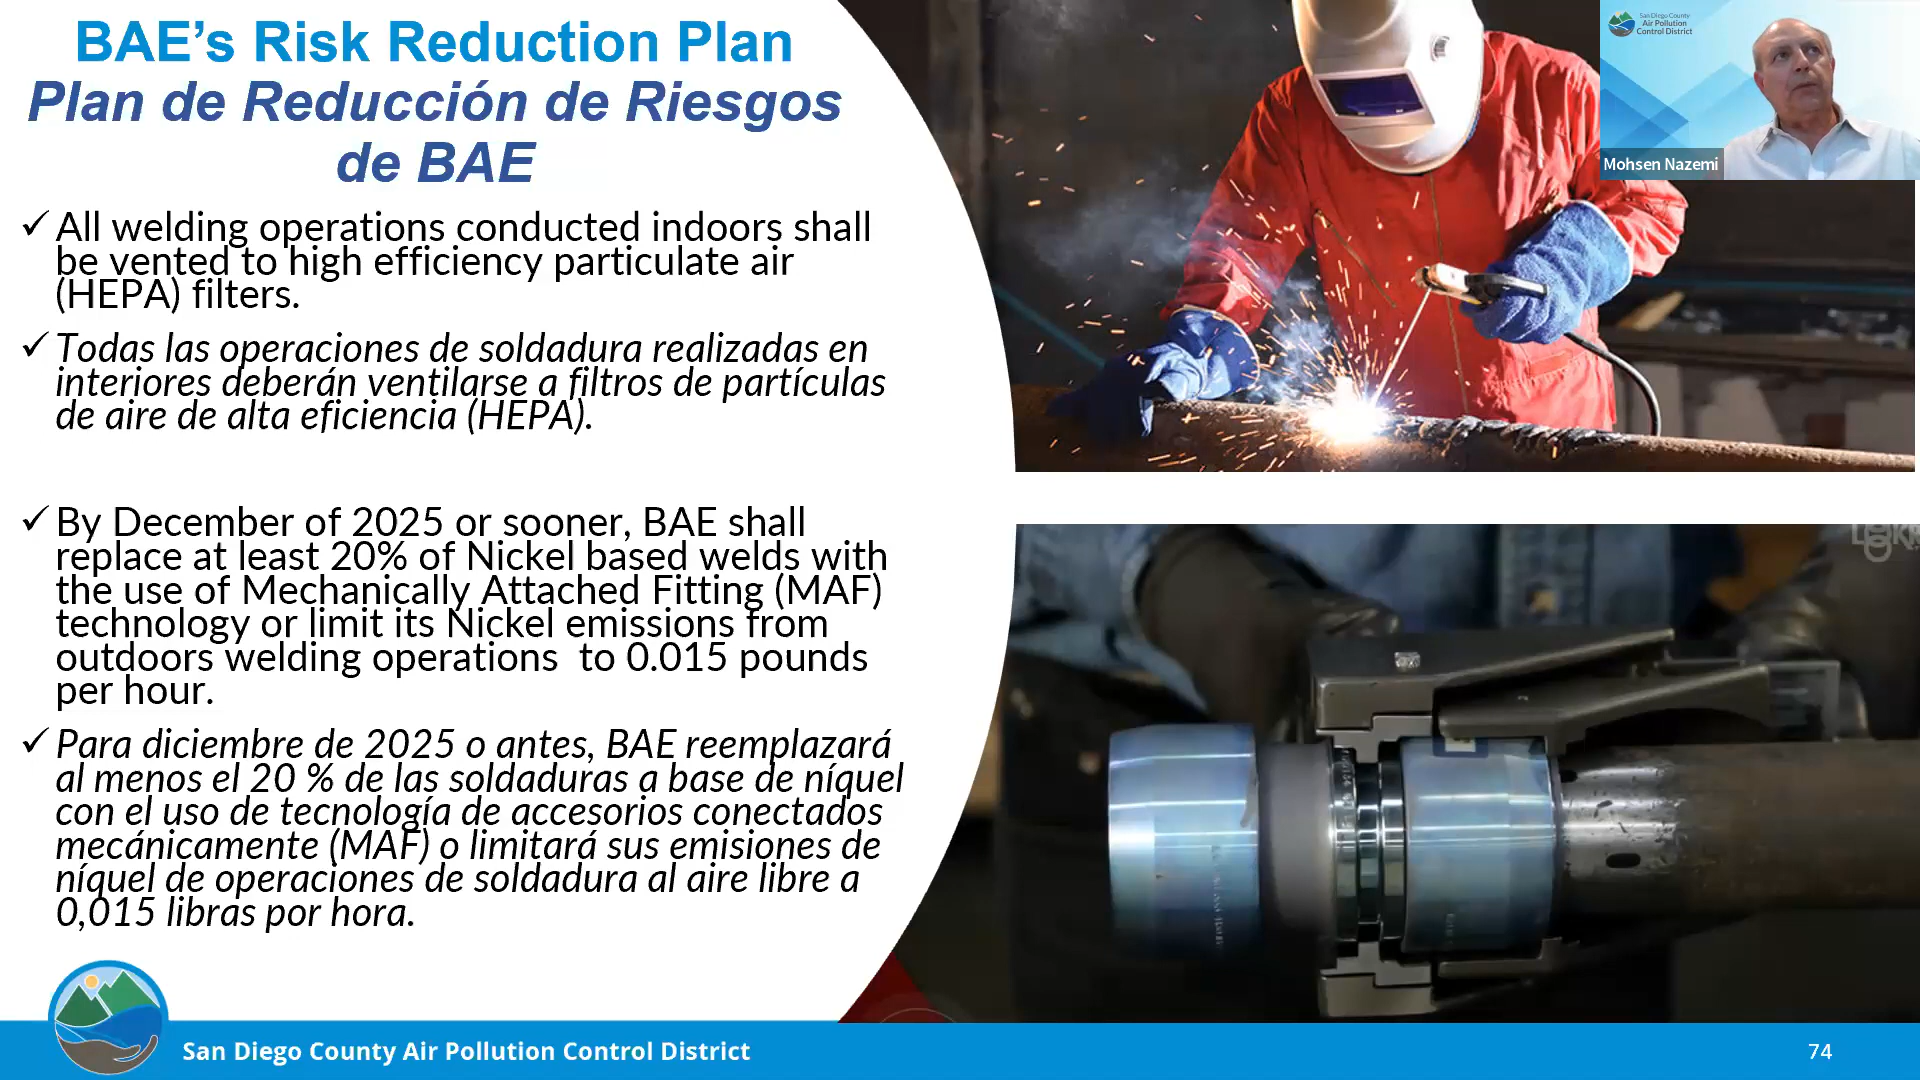 BAE’s Risk Reduction Plan
Plan de Reducción de Riesgos
de BAE
✓ All welding operations conducted indoors shall
be vented to high efficiency particulate air
(HEPA) filters.
✓ Todas las operaciones de soldadura realizadas en
interiores deberán ventilarse a filtros de partículas
de aire de alta eficiencia (HEPA).
✓ By December of 2025 or sooner, BAE shall
replace at least 20% of Nickel based welds with
the use of Mechanically Attached Fitting (MAF)
technology or limit its Nickel emissions from
outdoors welding operations to 0.015 pounds
per hour.
✓ Para diciembre de 2025 o antes, BAE reemplazará
al menos el 20 % de las soldaduras a base de níquel
con el uso de tecnología de accesorios conectados
mecánicamente (MAF) o limitará sus emisiones de
níquel de operaciones de soldadura al aire libre a
0,015 libras por hora.
San Diego County Air Pollution Control District
74
San Diego County
Air Pollution
Control District
Mohsen Nazemi